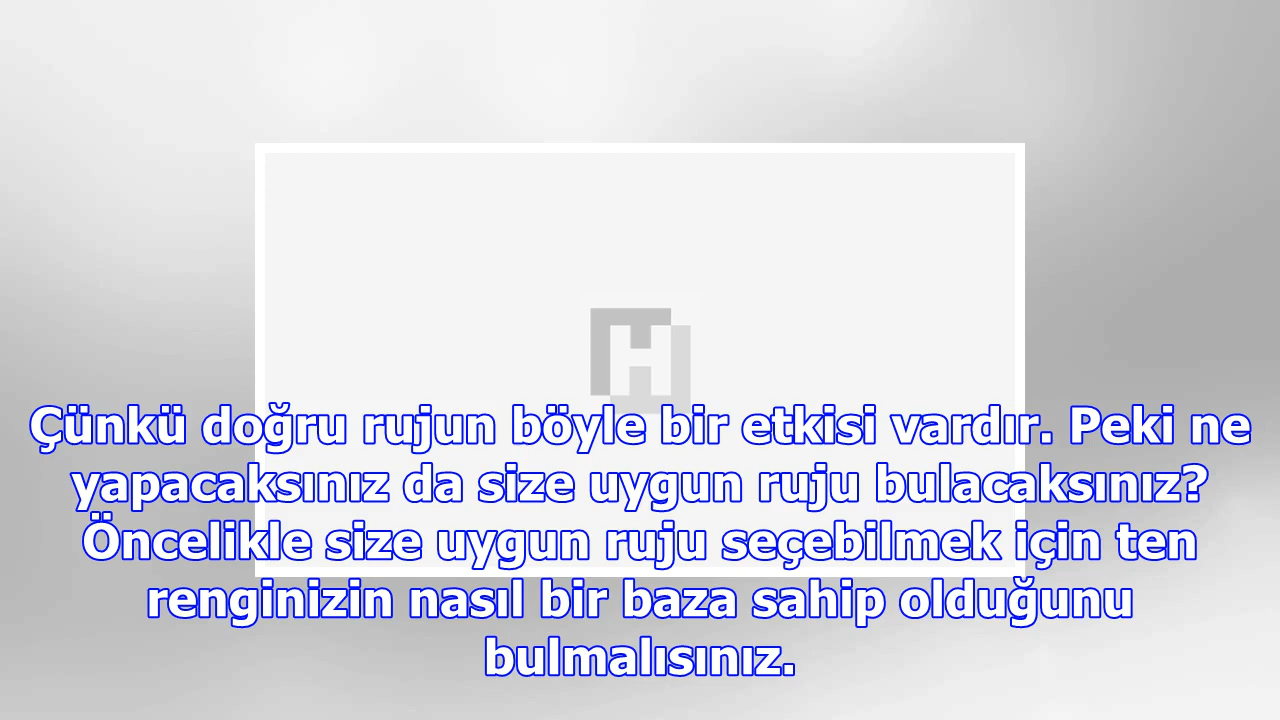 Çünkü doğru rujun böyle bir etkisi vardır. Peki ne
yapacaksınız da size uygun ruju bulacaksınız?
Öncelikle size uygun ruju seçebilmek için ten
renginizin nasıl bir baza sahip olduğunu
bulmalısınız.